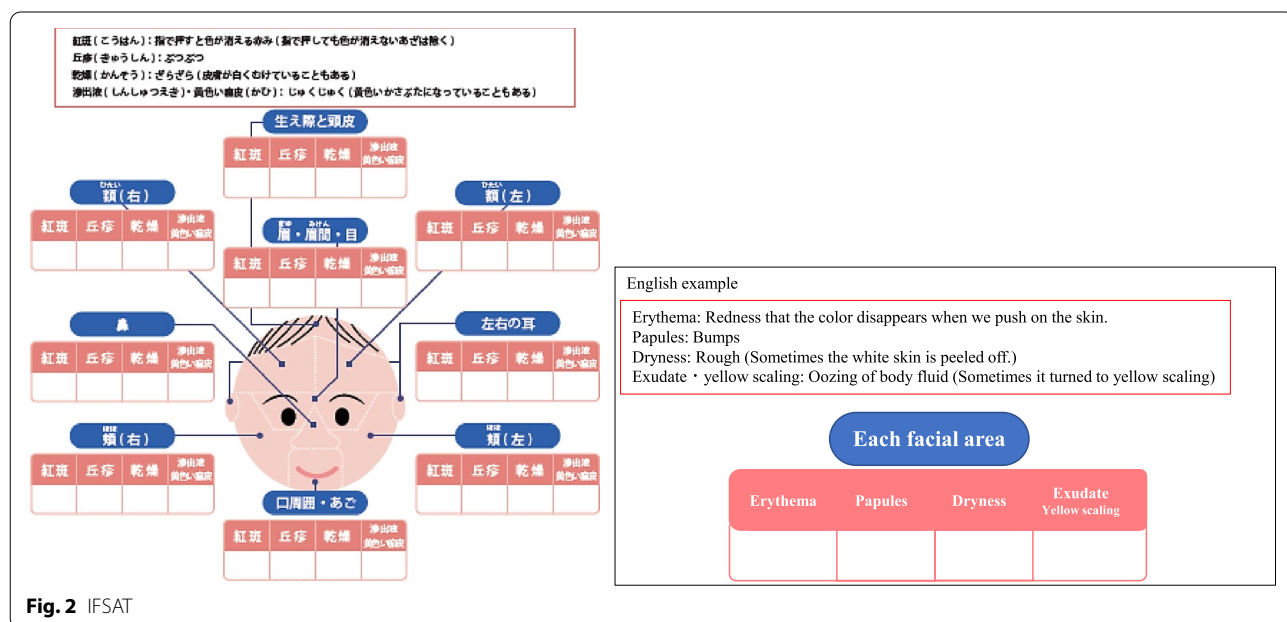 紅斑(こうはん)：指で押すと色が消える赤み(指で押しても色が消えないあざは除く)
丘疹(きゅうしん)：ぶつぶつ
乾燥(かんそう)：ざらざら(皮膚が白くむけていることもある)
滲出液(しんしゅつえき)・黄色い痂皮(かひ)：じゅくじゅく(黄色いかさぶたになっていることもある)
生え際と頭皮
紅斑 丘疹 乾燥 滲出液 黄色い痂皮
ひたい
額(右)
紅斑 丘疹 乾燥 滲出液 黄色い痂皮
ひたい
額(左)
紅斑 丘疹 乾燥 滲出液 黄色い痂皮
まゆ みけん
眉・眉間・目
紅斑 丘疹 乾燥 滲出液 黄色い痂皮
鼻
紅斑 丘疹 乾燥 滲出液 黄色い痂皮
左右の耳
紅斑 丘疹 乾燥 滲出液 黄色い痂皮
ほほ
頬(右)
紅斑 丘疹 乾燥 滲出液 黄色い痂皮
ほほ
頬(左)
紅斑 丘疹 乾燥 滲出液 黄色い痂皮
口周囲・あご
紅斑 丘疹 乾燥 滲出液 黄色い痂皮
English example
Erythema: Redness that the color disappears when we push on the skin.
Papules: Bumps
Dryness: Rough (Sometimes the white skin is peeled off.)
Exudate・yellow scaling: Oozing of body fluid (Sometimes it turned to yellow scaling)
Each facial area
Erythema Papules Dryness Exudate
Yellow scaling
Fig. 2 IFSAT